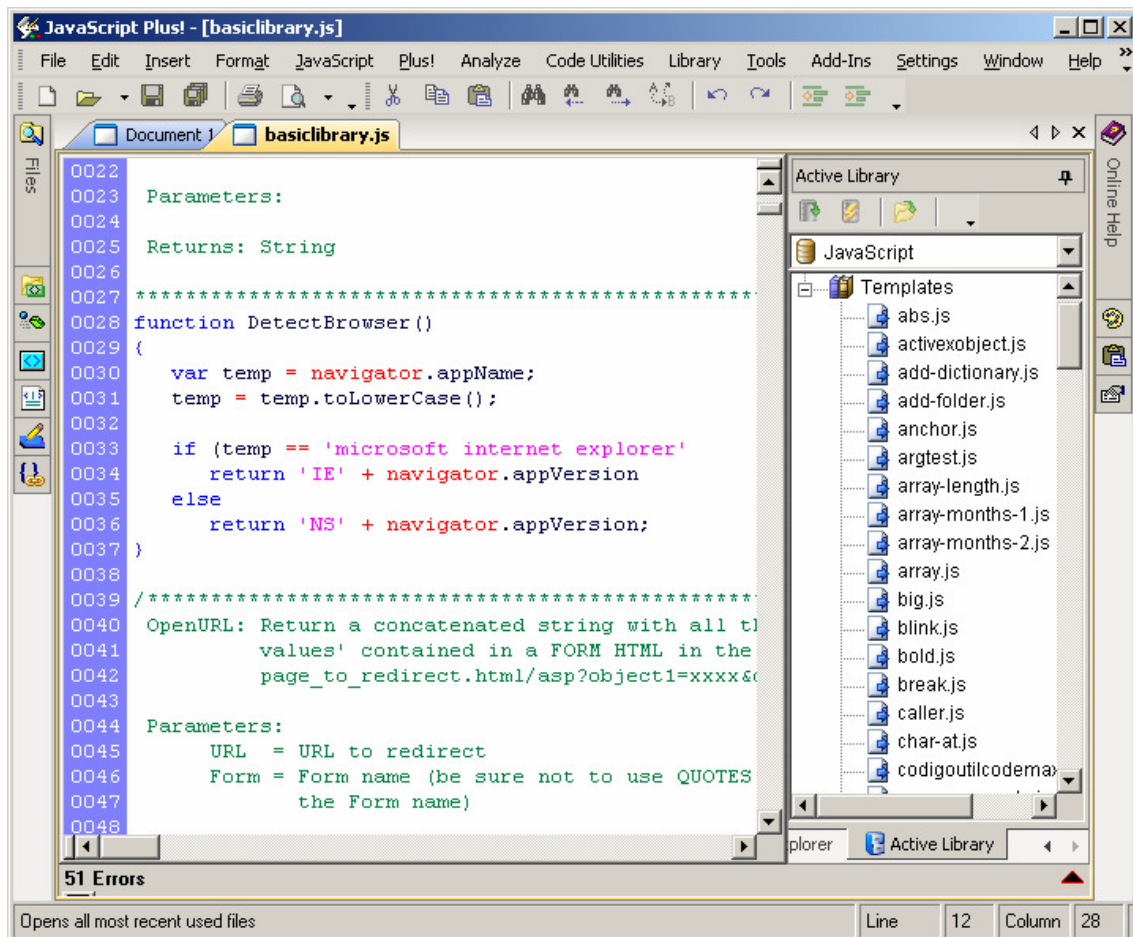 JavaScript Plus! - [basiclibrary.js]
File Edit Insert Format JavaScript Plus! Analyze Code Utilities Library Tools Add-Ins Settings Window Help
Document 1 basiclibrary.js
Files
0022
0023 Parameters:
0024
0025 Returns: String
0026
0027 *************************************************
0028 function DetectBrowser()
0029 {
0030 var temp = navigator.appName;
0031 temp = temp.toLowerCase();
0032
0033 if (temp == 'microsoft internet explorer'
0034 return 'IE' + navigator.appVersion
0035 else
0036 return 'NS' + navigator.appVersion;
0037 }
0038
0039 /************************************************
0040 OpenURL: Return a concatenated string with all
0041 values' contained in a FORM HTML in the
0042 page_to_redirect.html/asp?object1=xxxx&
0043
0044 Parameters:
0045 URL = URL to redirect
0046 Form = Form name (be sure not to use QUOTES
0047 the Form name)
0048
Active Library
JavaScript
Templates
abs.js
activexobject.js
add-dictionary.js
add-folder.js
anchor.js
argtest.js
array-length.js
array-months-1.js
array-months-2.js
array.js
big.js
blink.js
bold.js
break.js
caller.js
char-at.js
codigoutilcodema
plorer Active Library
Online Help
51 Errors
Opens all most recent used files Line 12 Column 28